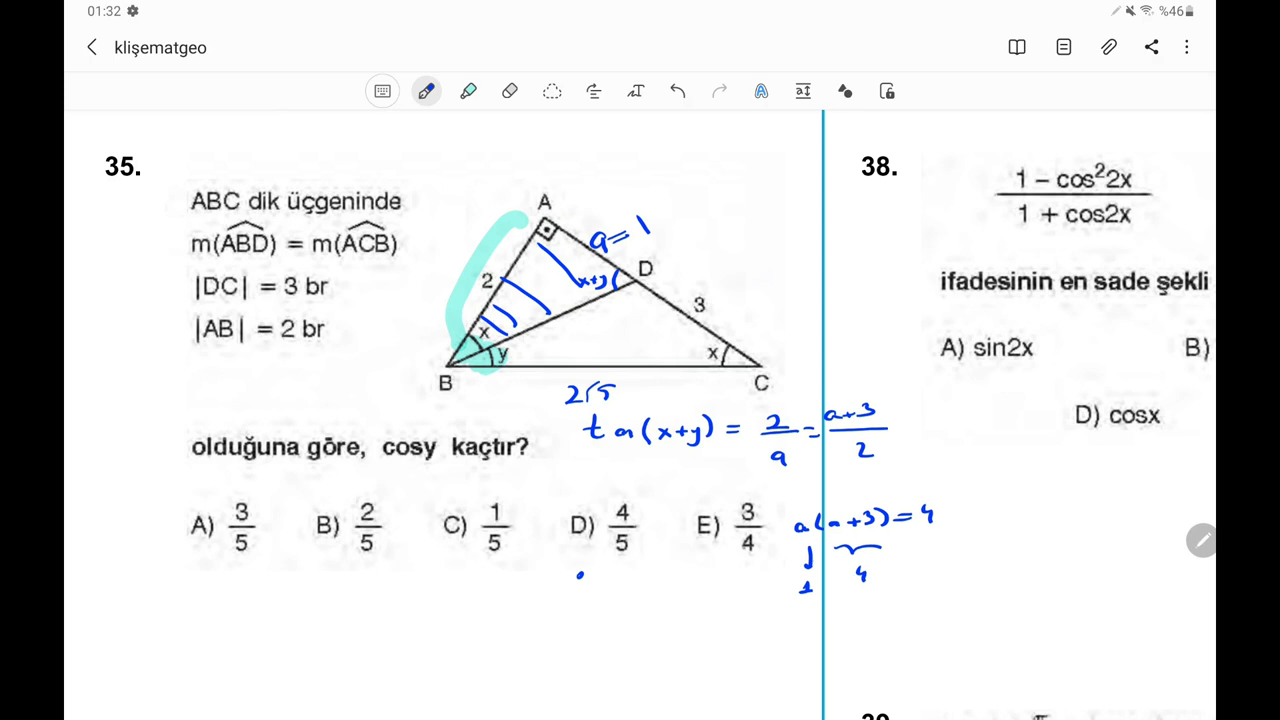 01:32
%46
klişematgeo
35.
ABC dik üçgeninde
m(ABD) = m(ACB)
|DC| = 3 br
|AB| = 2 br
A
a = 1
D
2
x+y
3
x
y
x
B
C
2√5
tan(x+y) = 2/a = a+3/2
olduğuna göre, cosy kaçtır?
A) 3/5 B) 2/5 C) 1/5 D) 4/5 E) 3/4
a(a+3) = 4
1
4
38.
1 – cos²2x
1 + cos2x
ifadesinin en sade şekli
A) sin2x B)
D) cosx